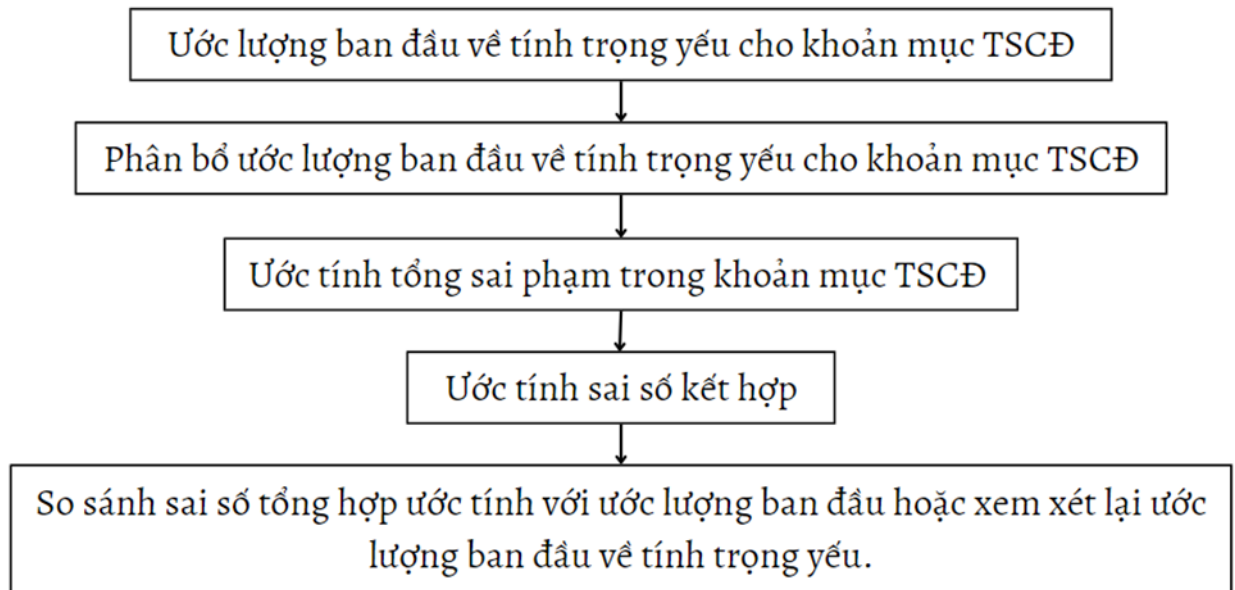 Ước lượng ban đầu về tính trọng yếu cho khoản mục TSCĐ
Phân bổ ước lượng ban đầu về tính trọng yếu cho khoản mục TSCĐ
Ước tính tổng sai phạm trong khoản mục TSCĐ
Ước tính sai số kết hợp
So sánh sai số tổng hợp ước tính với ước lượng ban đầu hoặc xem xét lại ước
lượng ban đầu về tính trọng yếu.